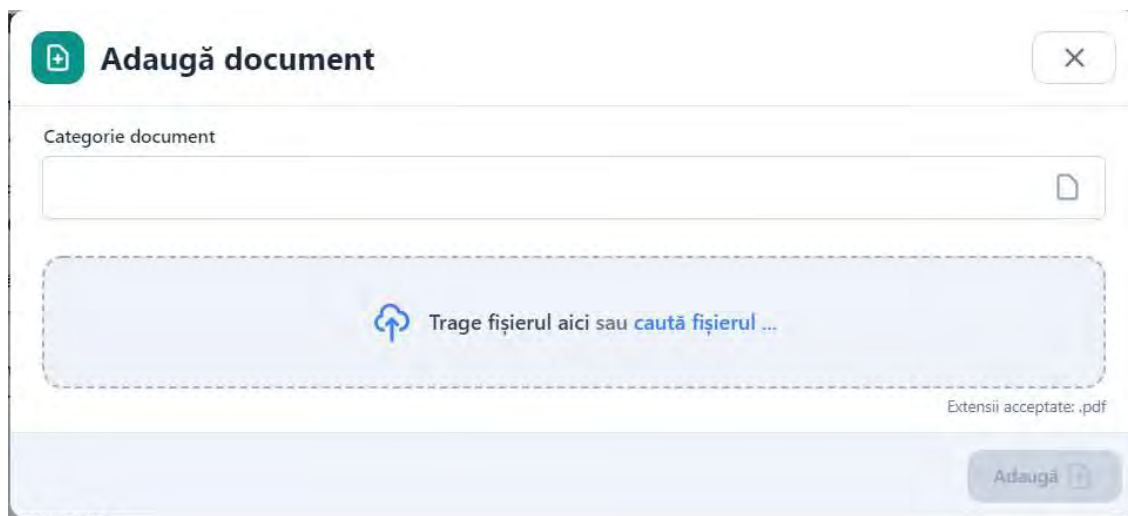 Adaugă document
Categorie document
Trage fișierul aici sau caută fișierul ...
Extensii acceptate: .pdf
Adaugă